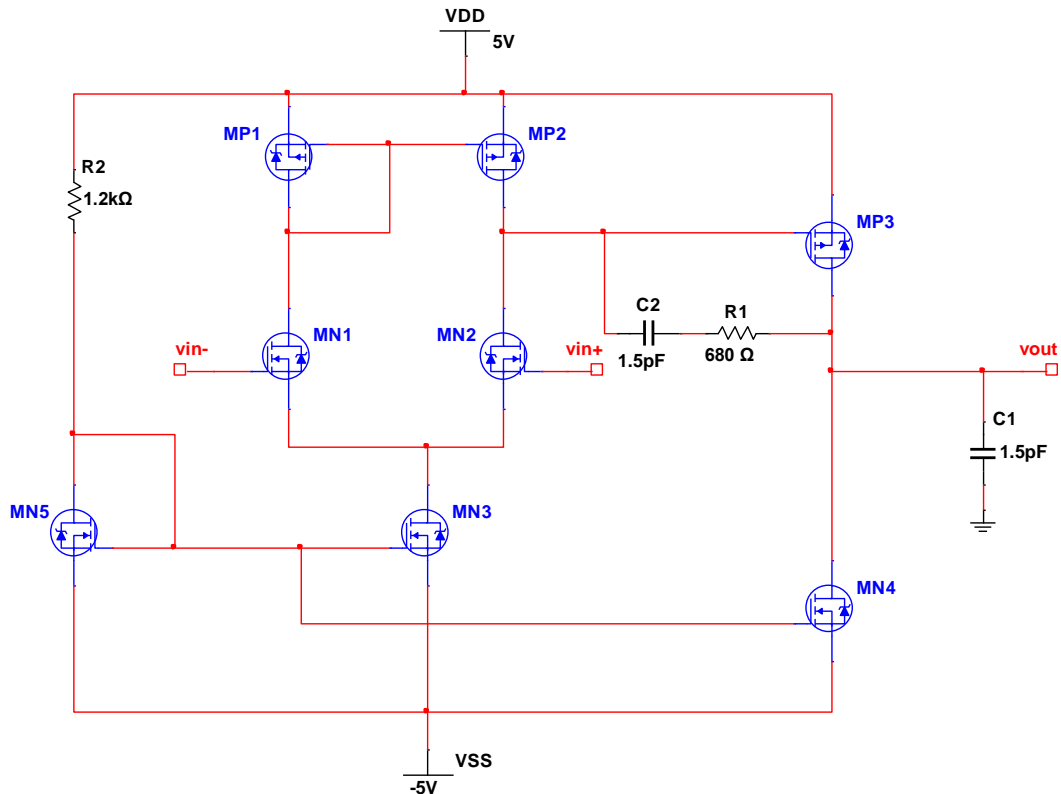 VDD
5V
MP1
MP2
R2
1.2kΩ
MP3
C2
R1
MN1
MN2
vin-
vin+
1.5pF
680 Ω
vout
C1
1.5pF
MN5
MN3
MN4
VSS
-5V